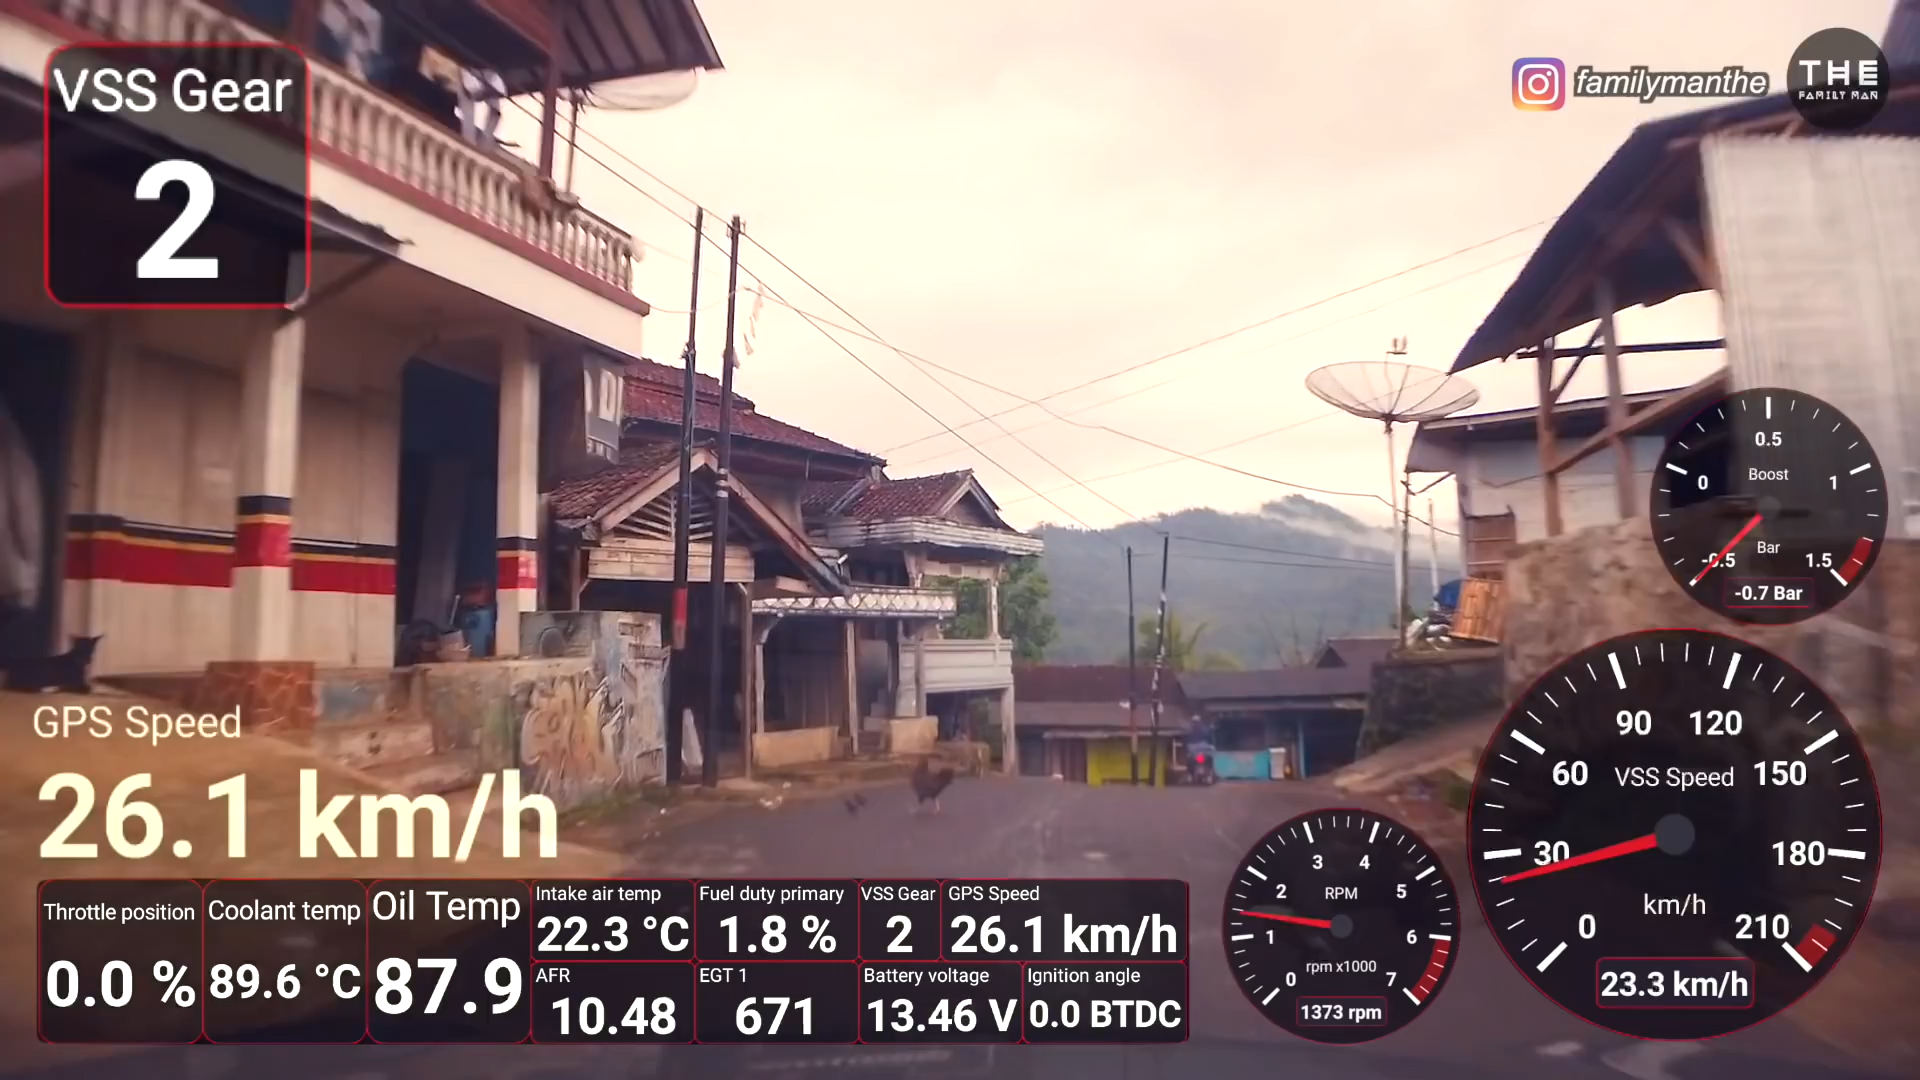 VSS Gear
2
familymanthe
THE
FAMILY MAN
0.5
0
Boost
1
Bar
-0.5
1.5
-0.7 Bar
GPS Speed
26.1 km/h
90 120
60 VSS Speed 150
30 180
km/h
0 210
23.3 km/h
3 4
2 RPM 5
1 6
rpm x1000
0 7
1373 rpm
Throttle position
0.0 %
Coolant temp
89.6 °C
Oil Temp
87.9
Intake air temp
22.3 °C
Fuel duty primary
1.8 %
VSS Gear
2
GPS Speed
26.1 km/h
AFR
10.48
EGT 1
671
Battery voltage
13.46 V
Ignition angle
0.0 BTDC